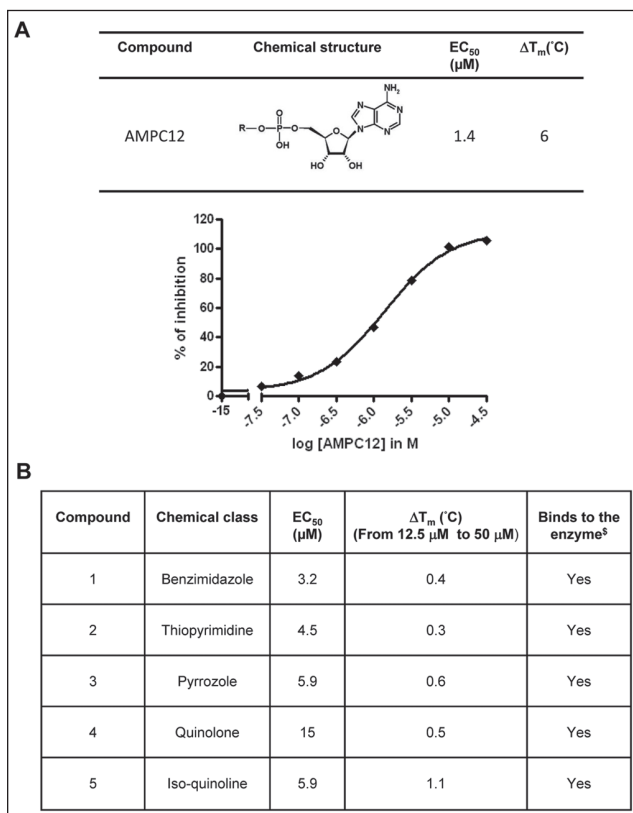 A
Compound Chemical structure EC50 ΔTm(°C)
(µM)
AMPC12 1.4 6
NH2
N N
N N
O
R–O–P–O
OH
O
HO OH
120
100
80
60
40
20
0
-15 -7.5 -7.0 -6.5 -6.0 -5.5 -5.0 -4.5
% of inhibition
log [AMPC12] in M
B
Compound Chemical class EC50 (µM) ΔTm (°C) (From 12.5 µM to 50 µM) Binds to the enzyme$
1 Benzimidazole 3.2 0.4 Yes
2 Thiopyrimidine 4.5 0.3 Yes
3 Pyrrozole 5.9 0.6 Yes
4 Quinolone 15 0.5 Yes
5 Iso-quinoline 5.9 1.1 Yes